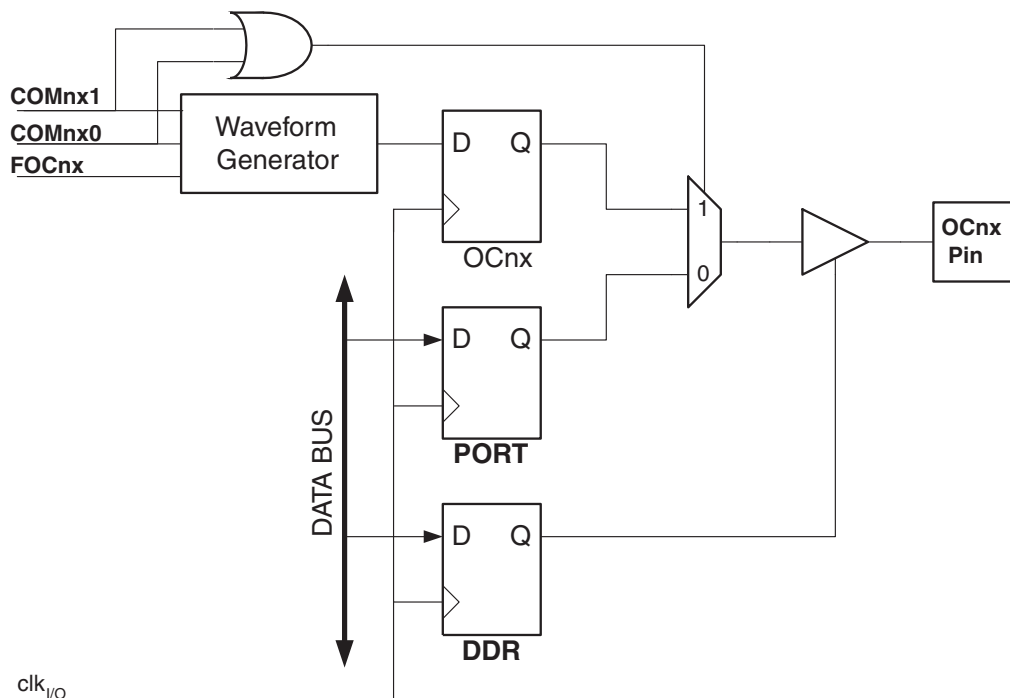 COMnx1
COMnx0
FOCnx
Waveform
Generator
D Q
OCnx
1
0
OCnx
Pin
D Q
PORT
D Q
DDR
DATA BUS
clkI/O